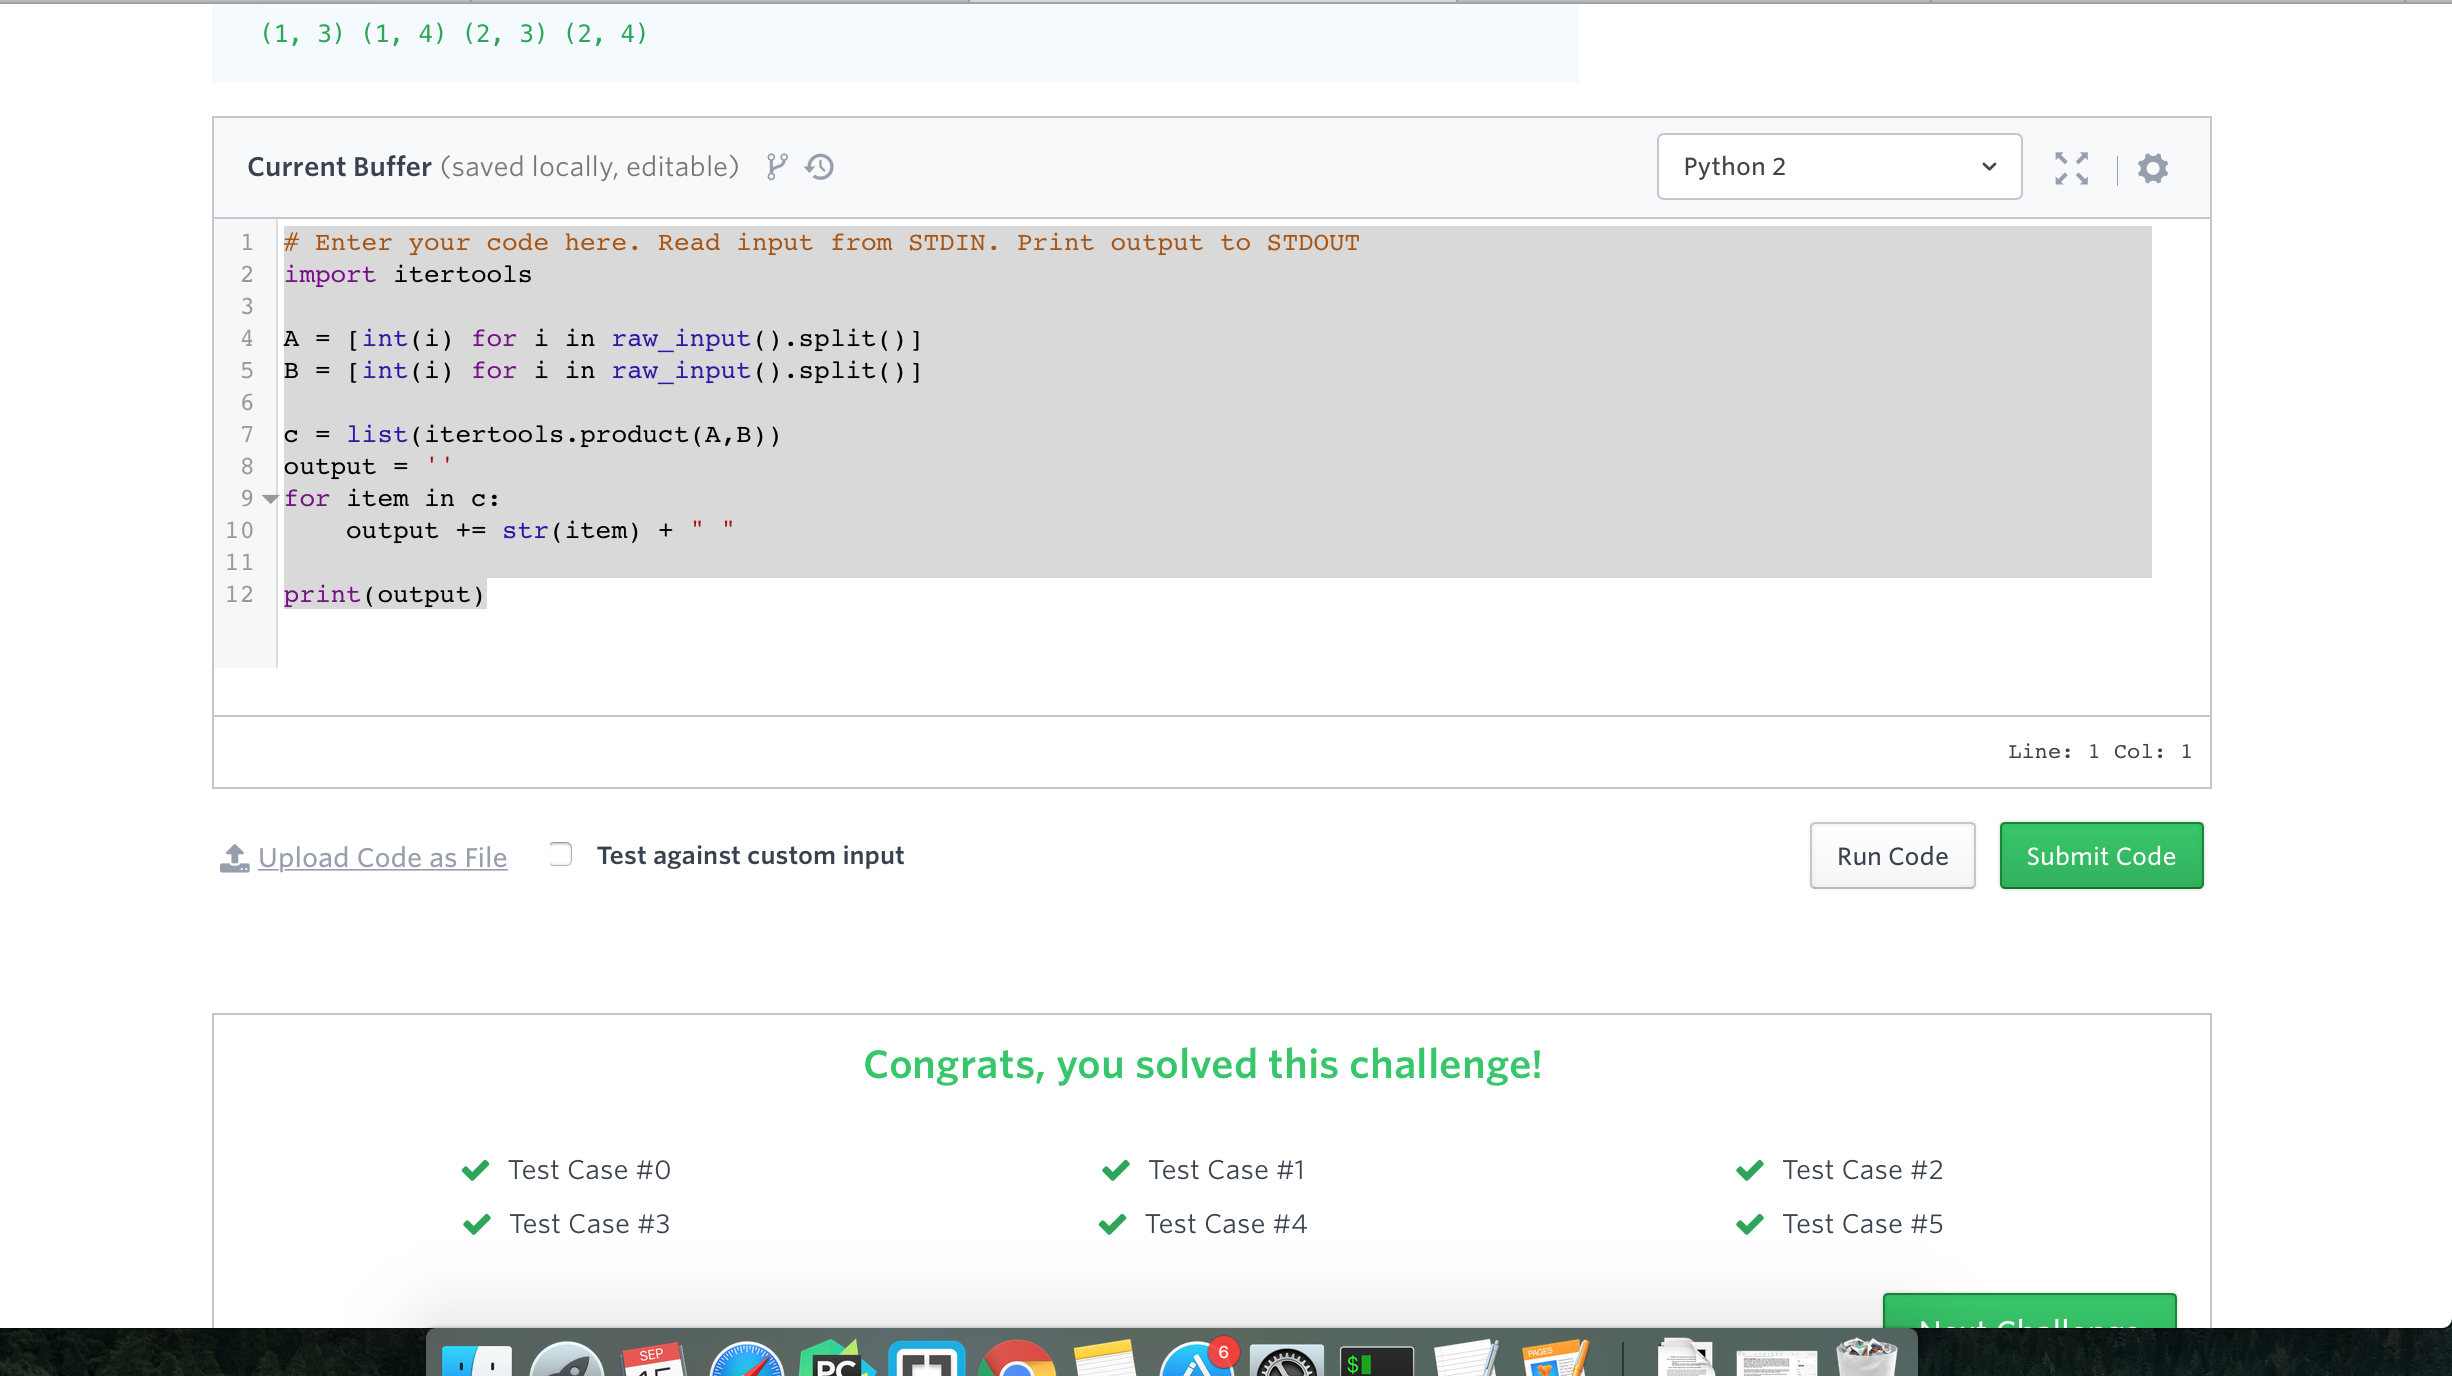 (1, 3) (1, 4) (2, 3) (2, 4)
Current Buffer (saved locally, editable)
Python 2
1 # Enter your code here. Read input from STDIN. Print output to STDOUT
2 import itertools
3
4 A = [int(i) for i in raw_input().split()]
5 B = [int(i) for i in raw_input().split()]
6
7 c = list(itertools.product(A,B))
8 output = ''
9 for item in c:
10     output += str(item) + " "
11
12 print(output)
Line: 1 Col: 1
Upload Code as File
Test against custom input
Run Code
Submit Code
Congrats, you solved this challenge!
Test Case #0
Test Case #1
Test Case #2
Test Case #3
Test Case #4
Test Case #5
Next Challenge
SEP
15
PC
6
$
PAGES